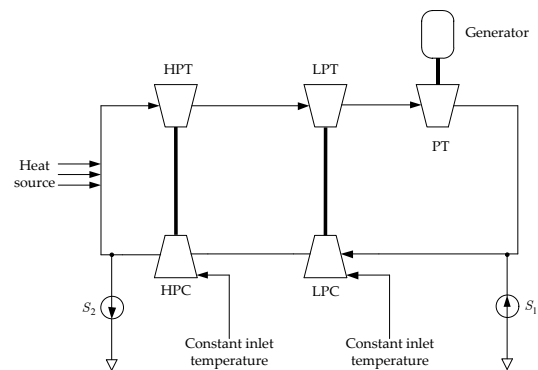 Generator
HPT
LPT
PT
Heat
source
HPC
LPC
S2
S1
Constant inlet
temperature
Constant inlet
temperature